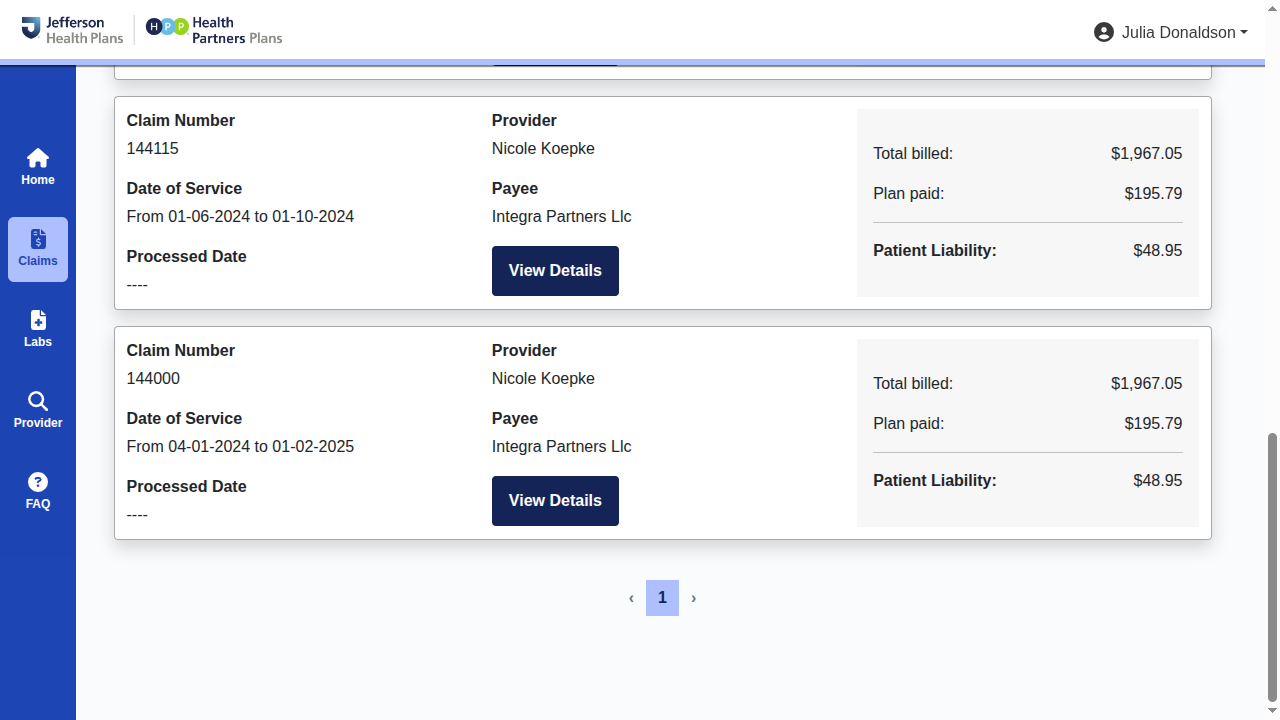 Jefferson Health Plans
HPP Health Partners Plans
Julia Donaldson
Home
Claims
Labs
Provider
FAQ
Claim Number
144115
Date of Service
From 01-06-2024 to 01-10-2024
Processed Date
----
Provider
Nicole Koepke
Payee
Integra Partners Llc
View Details
Total billed: $1,967.05
Plan paid: $195.79
Patient Liability: $48.95
Claim Number
144000
Date of Service
From 04-01-2024 to 01-02-2025
Processed Date
----
Provider
Nicole Koepke
Payee
Integra Partners Llc
View Details
Total billed: $1,967.05
Plan paid: $195.79
Patient Liability: $48.95
‹ 1 ›